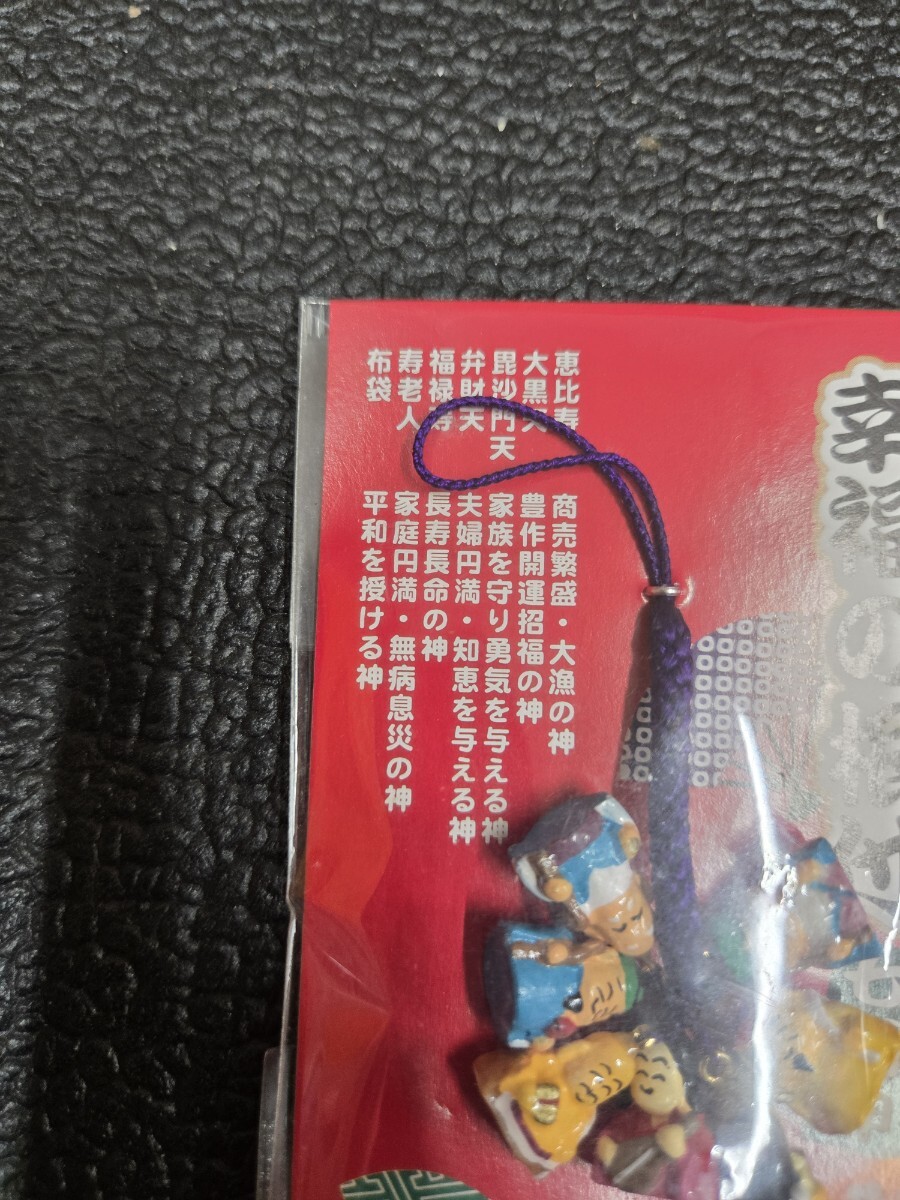 幸運の
恵比寿 商売繁盛・大漁の神
大黒天 豊作開運招福の神
毘沙門天 家族を守り勇気を与える神
弁財天 夫婦円満・知恵を与える神
福禄寿 長寿長命の神
寿老人 家庭円満・無病息災の神
布袋 平和を授ける神